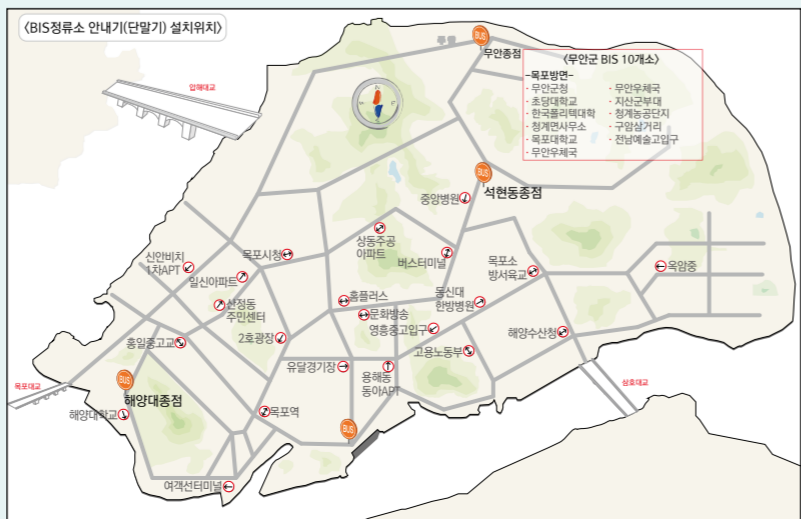 〈BIS정류소 안내기(단말기) 설치위치〉
BUS
무안종점
〈무안군 BIS 10개소〉
-목포방면-
· 무안군청
· 초당대학교
· 한국폴리텍대학
· 청계면사무소
· 목포대학교
· 무안우체국
· 무안우체국
· 지산군부대
· 청계농공단지
· 구암삼거리
· 전남예술고입구
압해대교
BUS
석현동종점
중앙병원
상동주공
아파트
버스터미널
목포시청
신안비치
1차APT
일신아파트
산정동
주민센터
목포소
방서육교
옥암중
홈플러스
문화방송
동신대
한방병원
영흥중고입구
해양수산청
고용노동부
홍일중고교
2호광장
유달경기장
용해동
동아APT
목포대교
BUS
해양대종점
해양대학교
목포역
BUS
삼호대교
여객선터미널